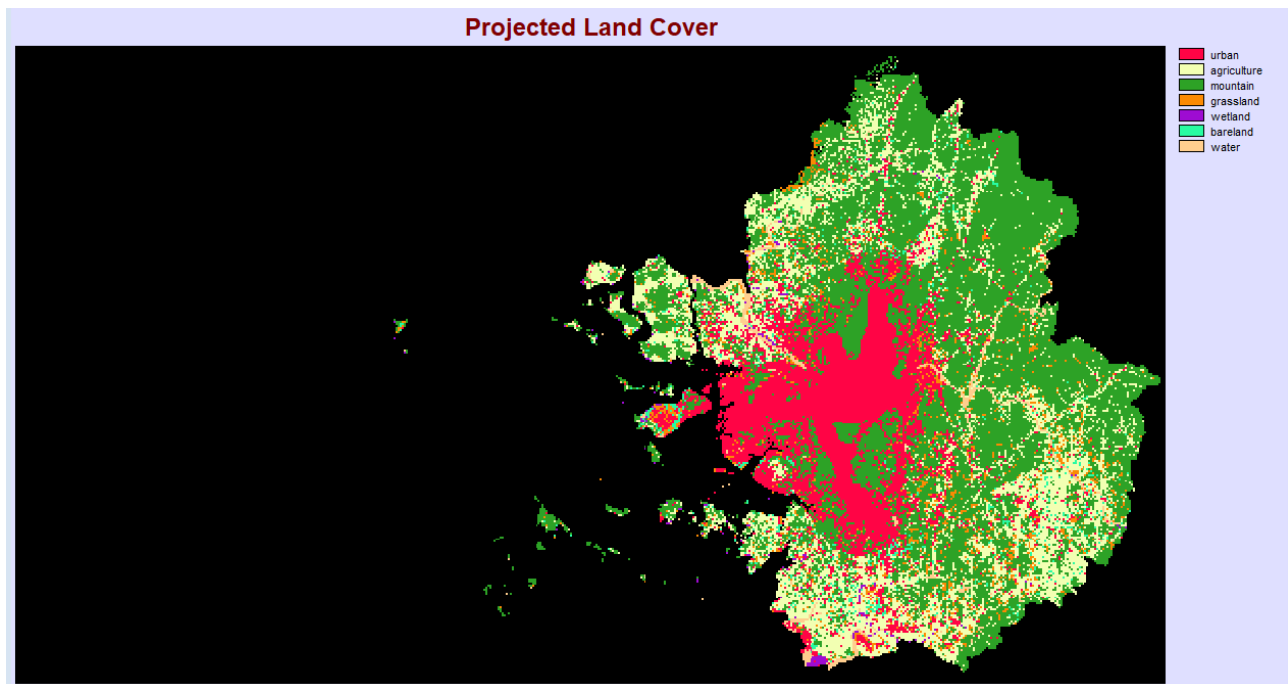 Projected Land Cover
urban
agriculture
mountain
grassland
wetland
bareland
water